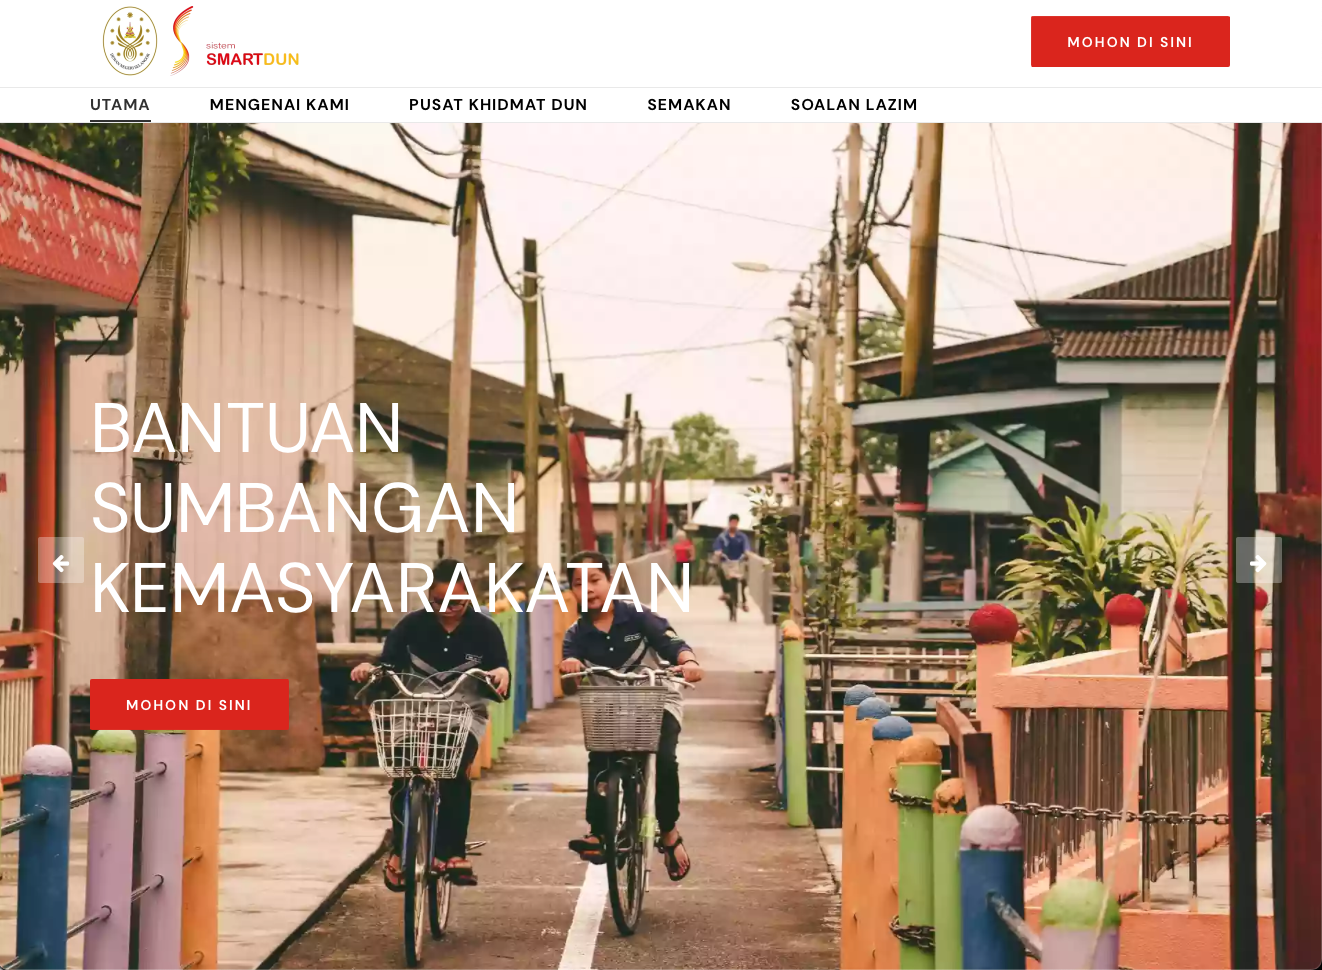 sistem
SMARTDUN
MOHON DI SINI
UTAMA
MENGENAI KAMI
PUSAT KHIDMAT DUN
SEMAKAN
SOALAN LAZIM
BANTUAN
SUMBANGAN
KEMASYARAKATAN
MOHON DI SINI